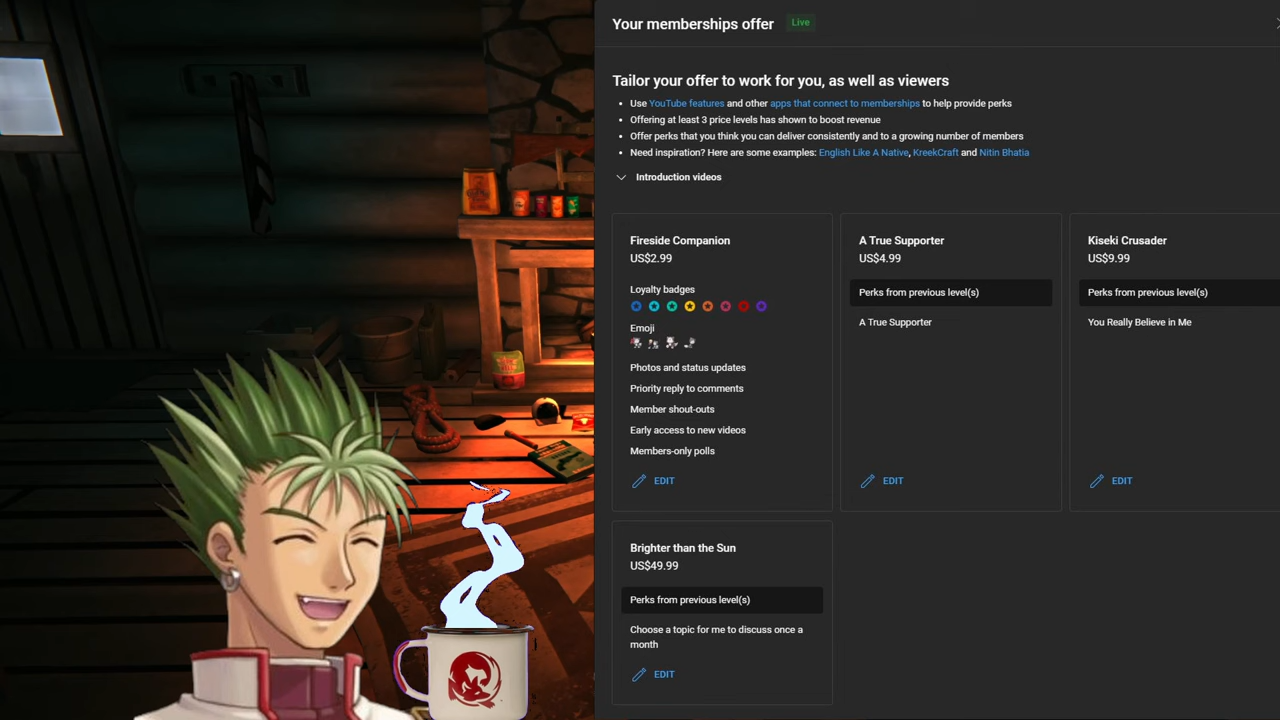 Your memberships offer
Live
Tailor your offer to work for you, as well as viewers
Use YouTube features and other apps that connect to memberships to help provide perks
Offering at least 3 price levels has shown to boost revenue
Offer perks that you think you can deliver consistently and to a growing number of members
Need inspiration? Here are some examples: English Like A Native, KreekCraft and Nitin Bhatia
Introduction videos
Fireside Companion
US$2.99
Loyalty badges
Emoji
Photos and status updates
Priority reply to comments
Member shout-outs
Early access to new videos
Members-only polls
EDIT
A True Supporter
US$4.99
Perks from previous level(s)
A True Supporter
EDIT
Kiseki Crusader
US$9.99
Perks from previous level(s)
You Really Believe in Me
EDIT
Brighter than the Sun
US$49.99
Perks from previous level(s)
Choose a topic for me to discuss once a
month
EDIT